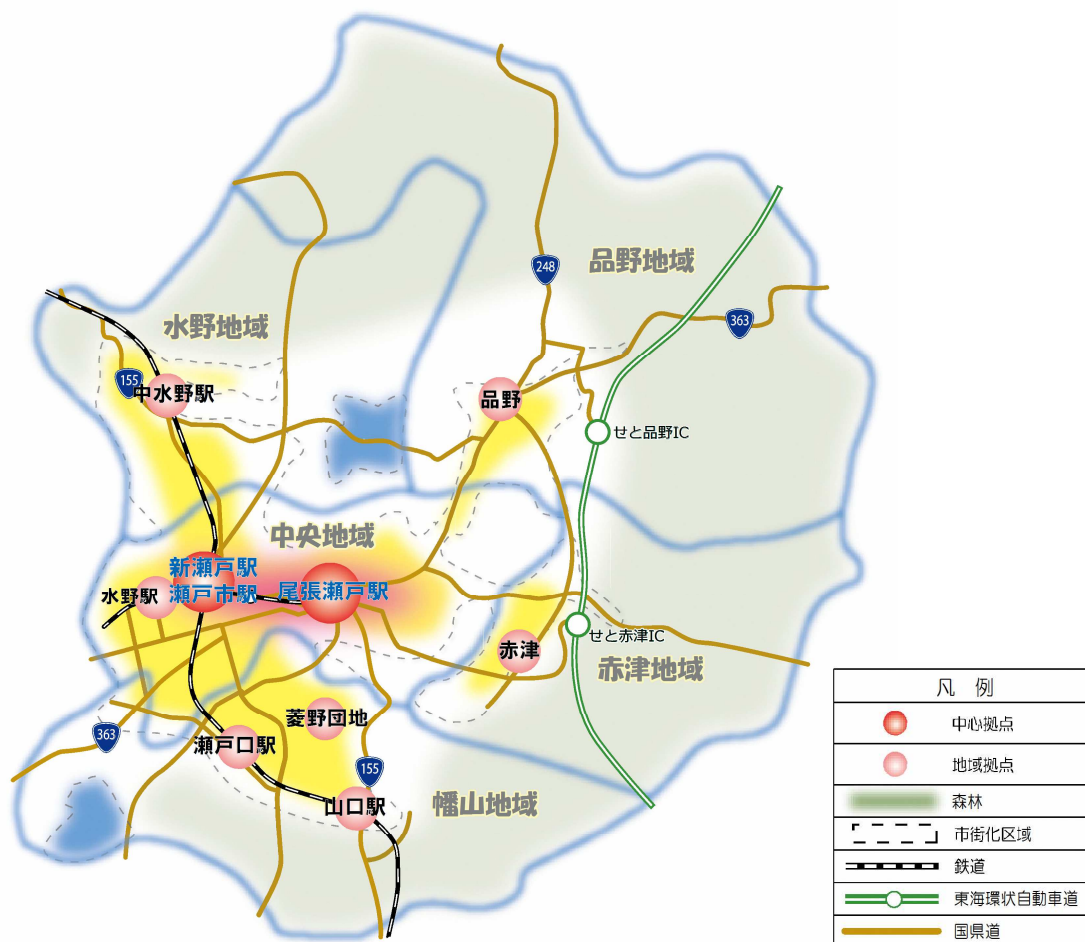 248
品野地域
363
水野地域
155
中水野駅
品野
せと品野IC
中央地域
新瀬戸駅
瀬戸市駅
尾張瀬戸駅
水野駅
せと赤津IC
赤津
赤津地域
菱野団地
363
瀬戸口駅
155
山口駅
幡山地域
凡 例
中心拠点
地域拠点
森林
市街化区域
鉄道
東海環状自動車道
国県道